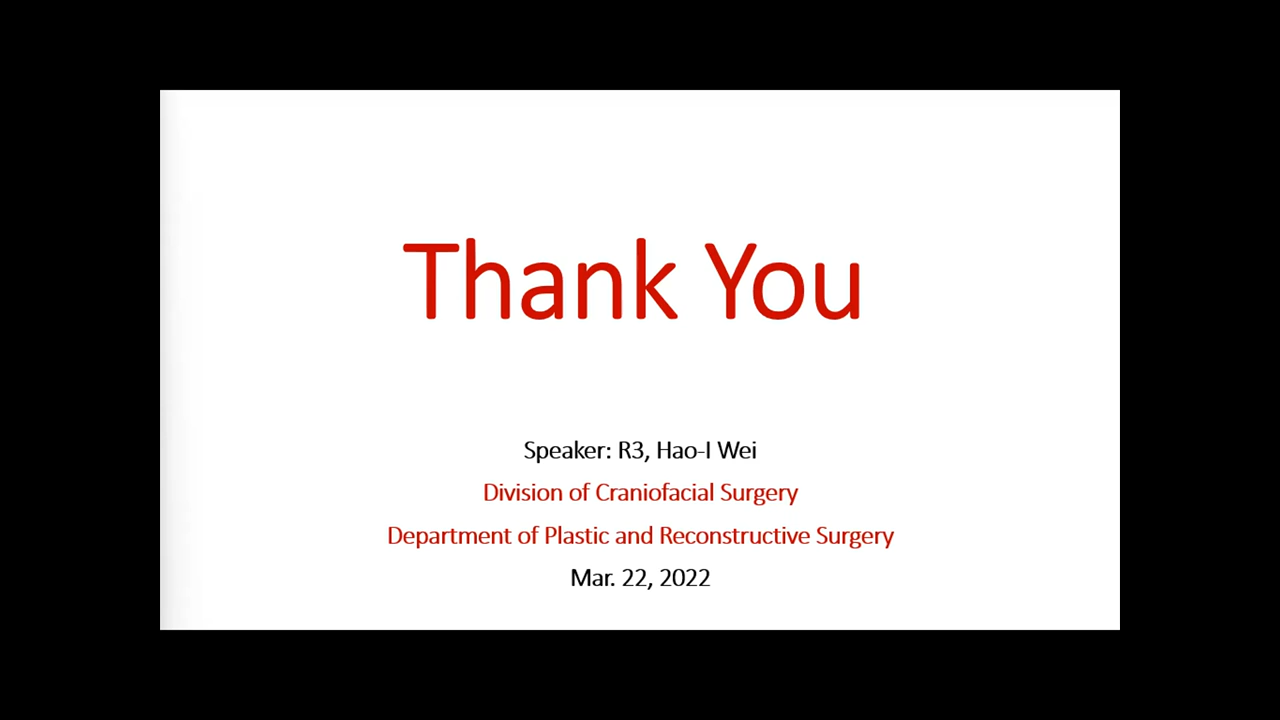 Thank You
Speaker: R3, Hao-I Wei
Division of Craniofacial Surgery
Department of Plastic and Reconstructive Surgery
Mar. 22, 2022